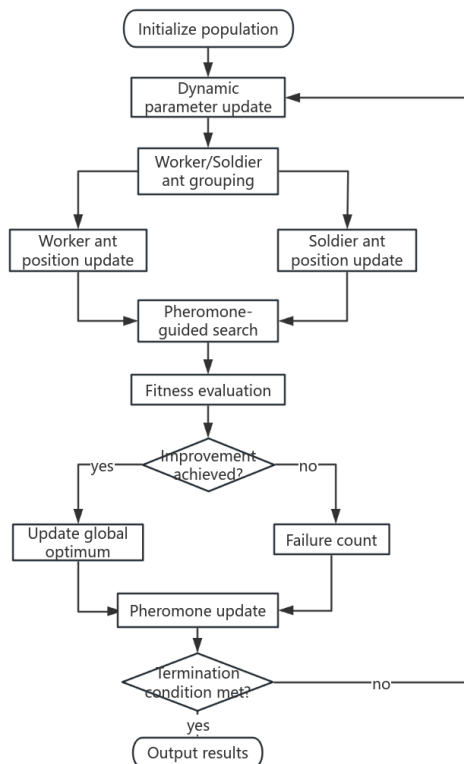 Initialize population
Dynamic
parameter update
Worker/Soldier
ant grouping
Worker ant
position update
Soldier ant
position update
Pheromone-
guided search
Fitness evaluation
Improvement
achieved?
yes
no
Update global
optimum
Failure count
Pheromone update
Termination
condition met?
no
yes
Output results